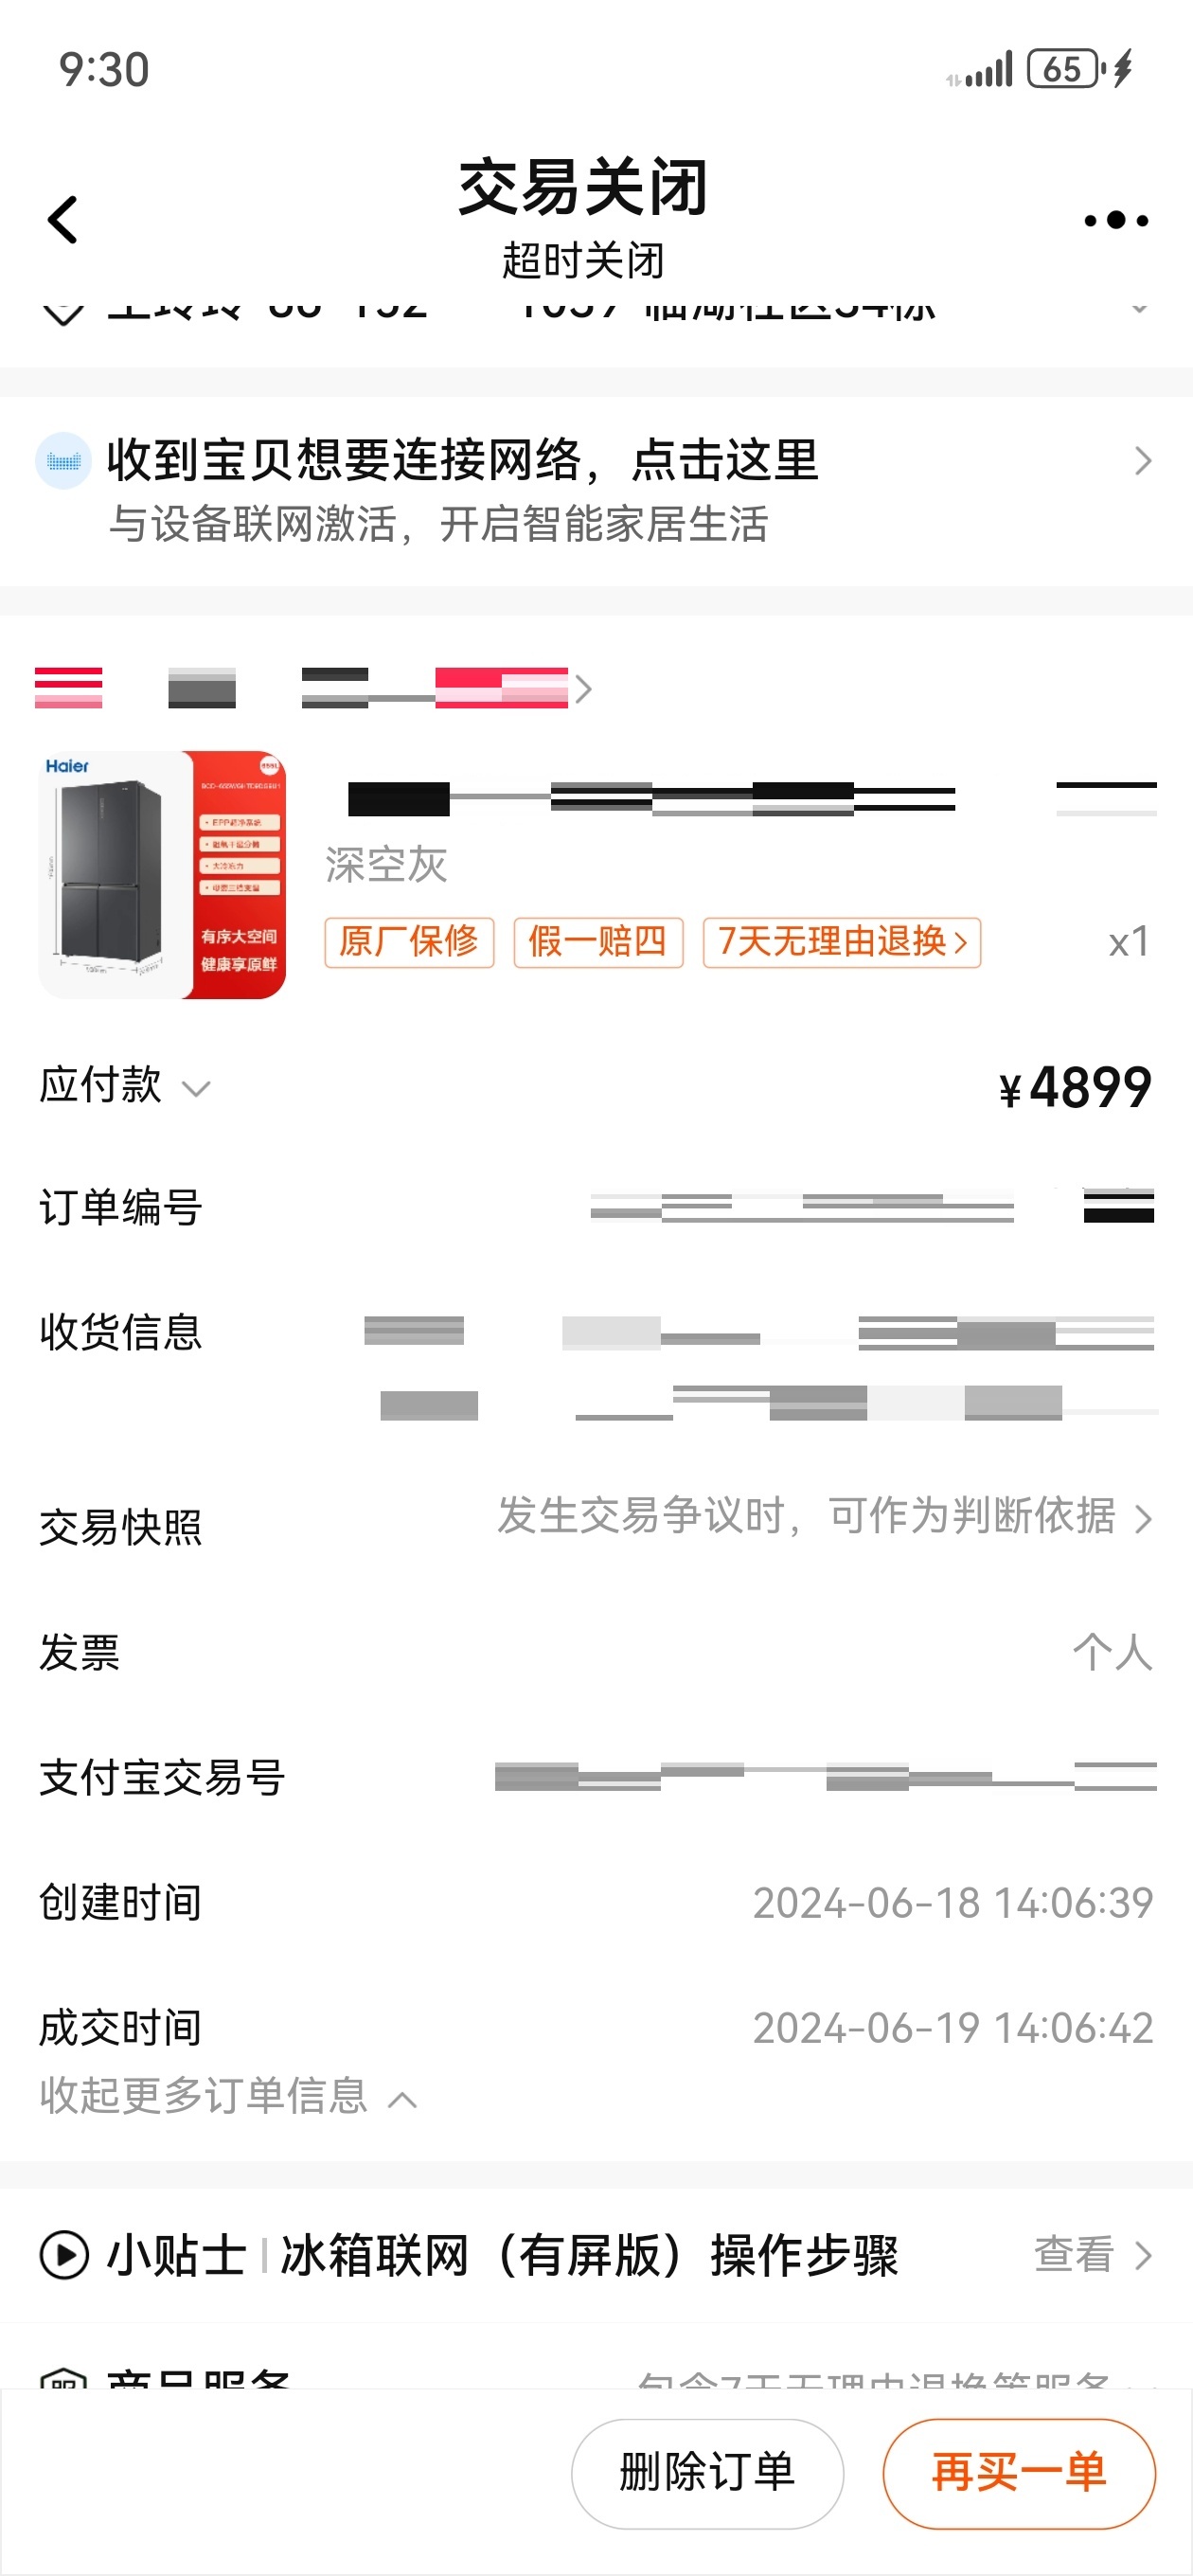 9:30
65
交易关闭
超时关闭
收到宝贝想要连接网络，点击这里
与设备联网激活，开启智能家居生活
Haier
有序大空间
健康享原鲜
深空灰
原厂保修 假一赔四 7天无理由退换
x1
应付款 ¥4899
订单编号
收货信息
交易快照 发生交易争议时，可作为判断依据
发票 个人
支付宝交易号
创建时间 2024-06-18 14:06:39
成交时间 2024-06-19 14:06:42
收起更多订单信息
小贴士 | 冰箱联网（有屏版）操作步骤 查看
删除订单 再买一单